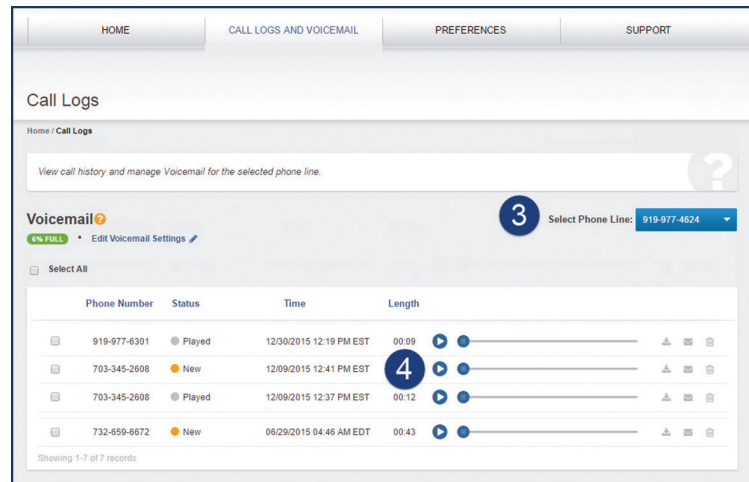 HOME CALL LOGS AND VOICEMAIL PREFERENCES SUPPORT
Call Logs
Home / Call Logs
View call history and manage Voicemail for the selected phone line.
?
Voicemail ? 3 Select Phone Line: 919-977-4624
6% FULL • Edit Voicemail Settings
Select All
Phone Number Status Time Length
919-977-6301 Played 12/30/2015 12:19 PM EST 00:09
703-345-2608 New 12/09/2015 12:41 PM EST 4
703-345-2608 Played 12/09/2015 12:37 PM EST 00:12
732-659-6672 New 06/29/2015 04:46 AM EDT 00:43
Showing 1-7 of 7 records